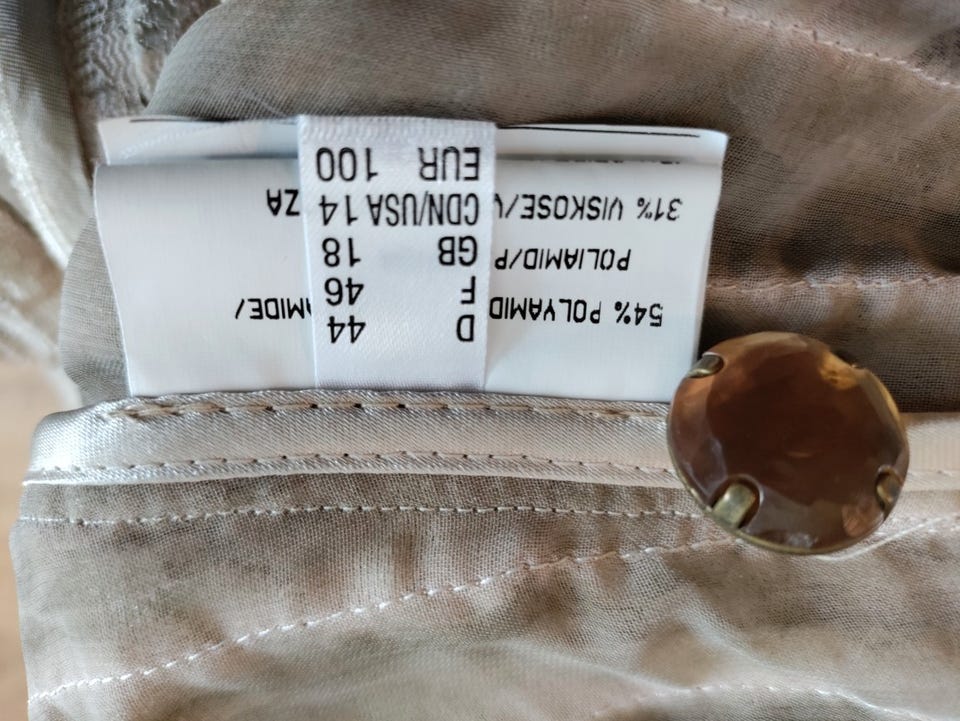 D 44
F 46
GB 18
CDN/USA 14
EUR 100
54% POLYAMID
AMIDE/
POLIAMID/P
31% VISKOSE/V
ZA